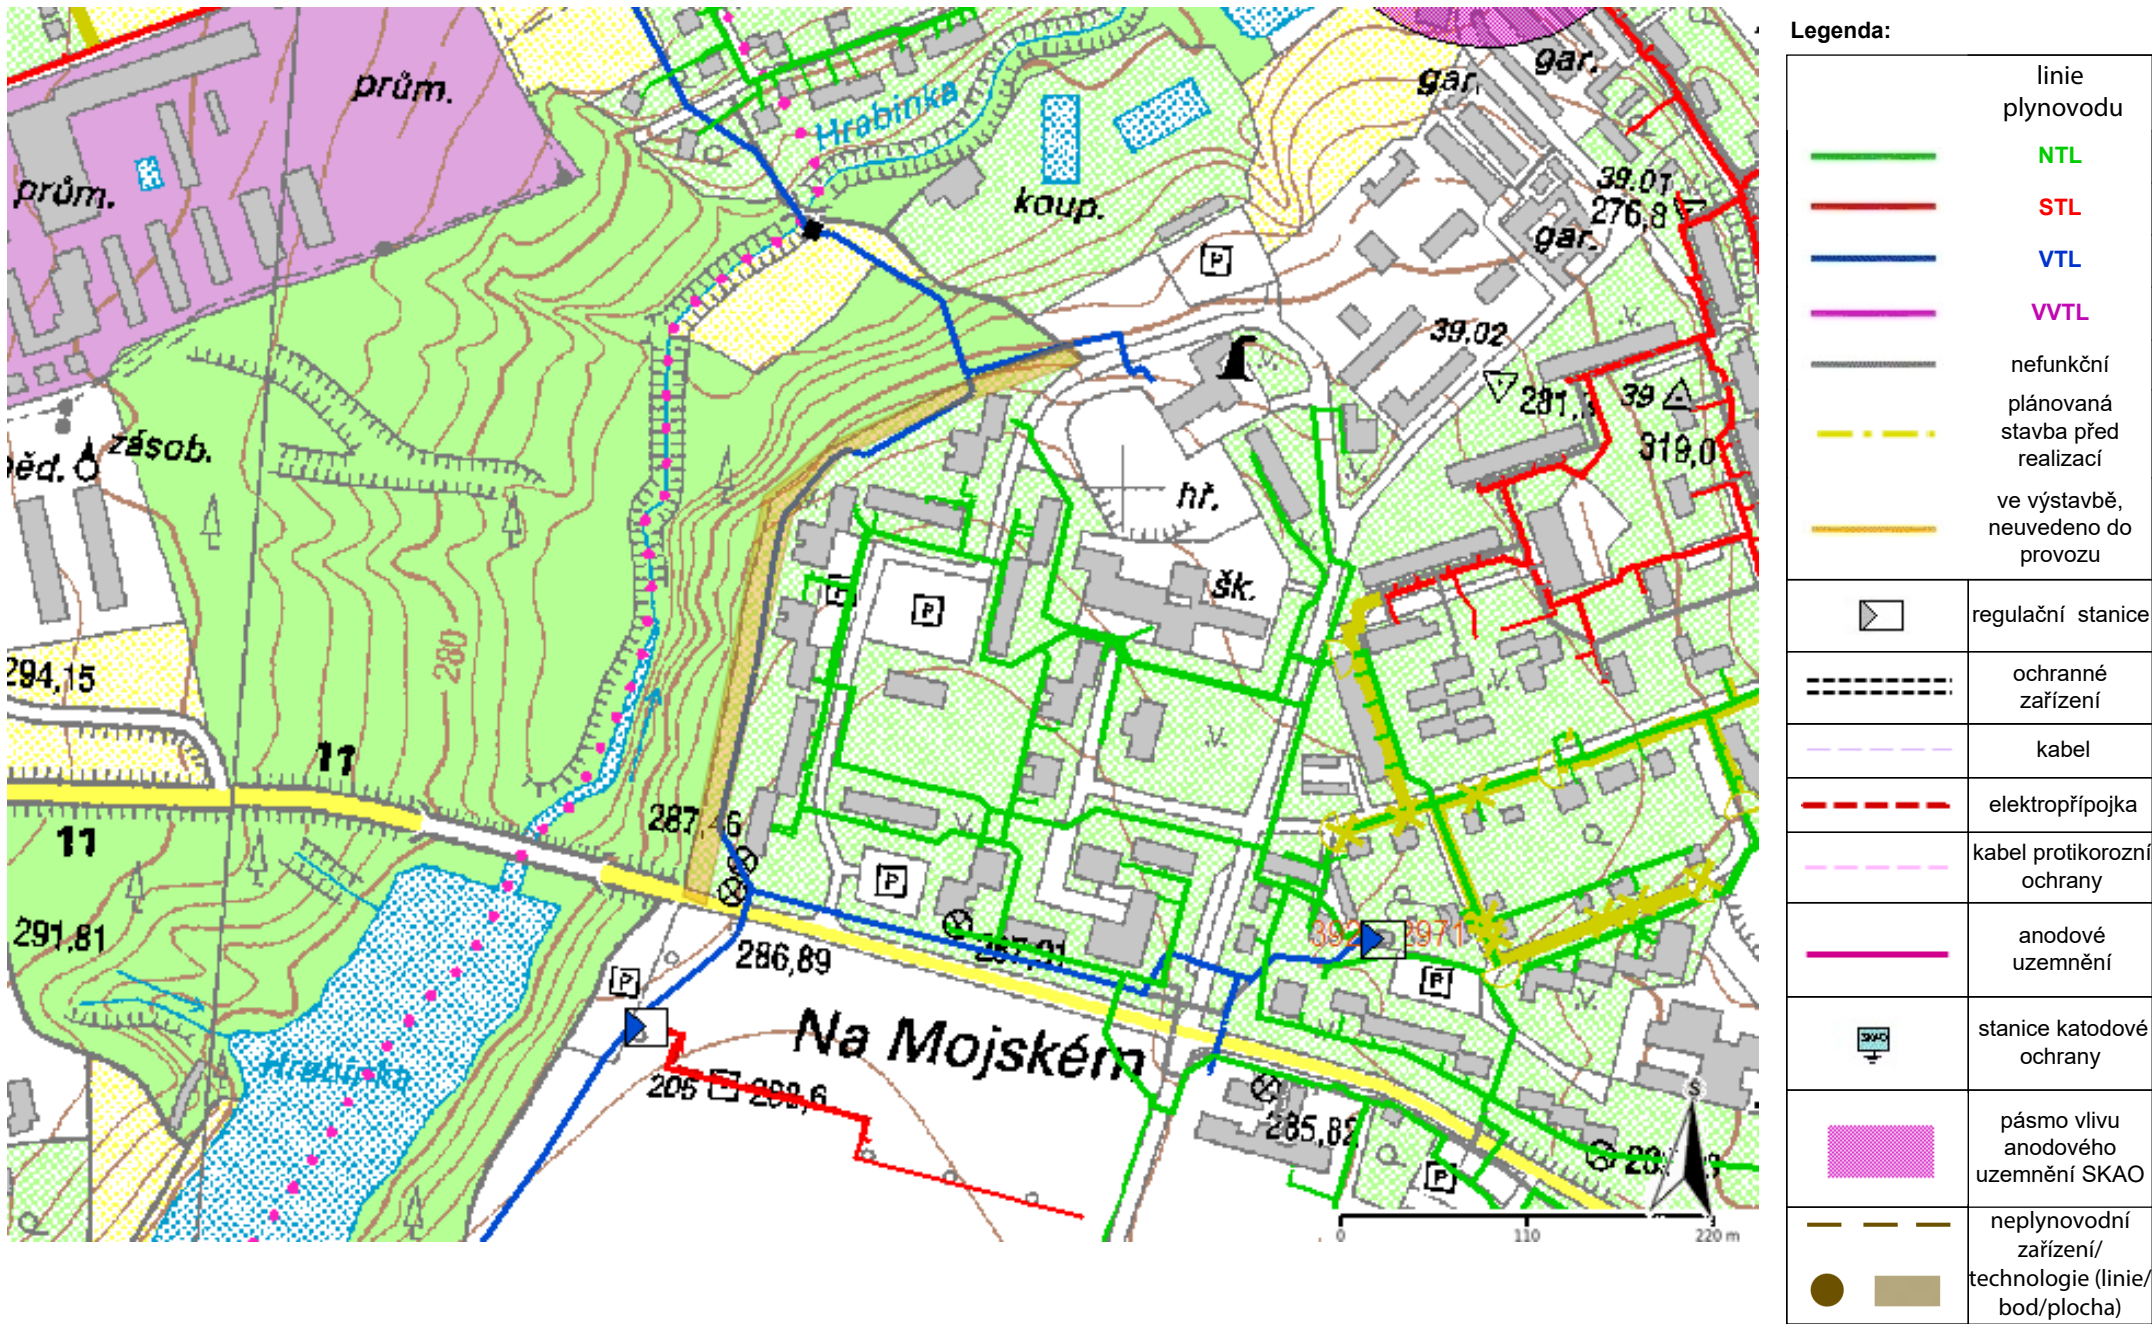 prům.
Hrabinka
gar.
gar.
prům.
koup.
39.01
276,8
gar.
P
39.02
zásob.
39
319,0
hř.
P
šk.
280
294,15
11
11
287,46
P
291,81
286,89
P
P
Na Mojském
285,82
P
S
0 110 220 m
Legenda:
linie
plynovodu
NTL
STL
VTL
VVTL
nefunkční
plánovaná
stavba před
realizací
ve výstavbě,
neuvedeno do
provozu
regulační stanice
ochranné
zařízení
kabel
elektropřípojka
kabel protikorozní
ochrany
anodové
uzemnění
SKAO
stanice katodové
ochrany
pásmo vlivu
anodového
uzemnění SKAO
neplynovodní
zařízení/
technologie (linie/
bod/plocha)